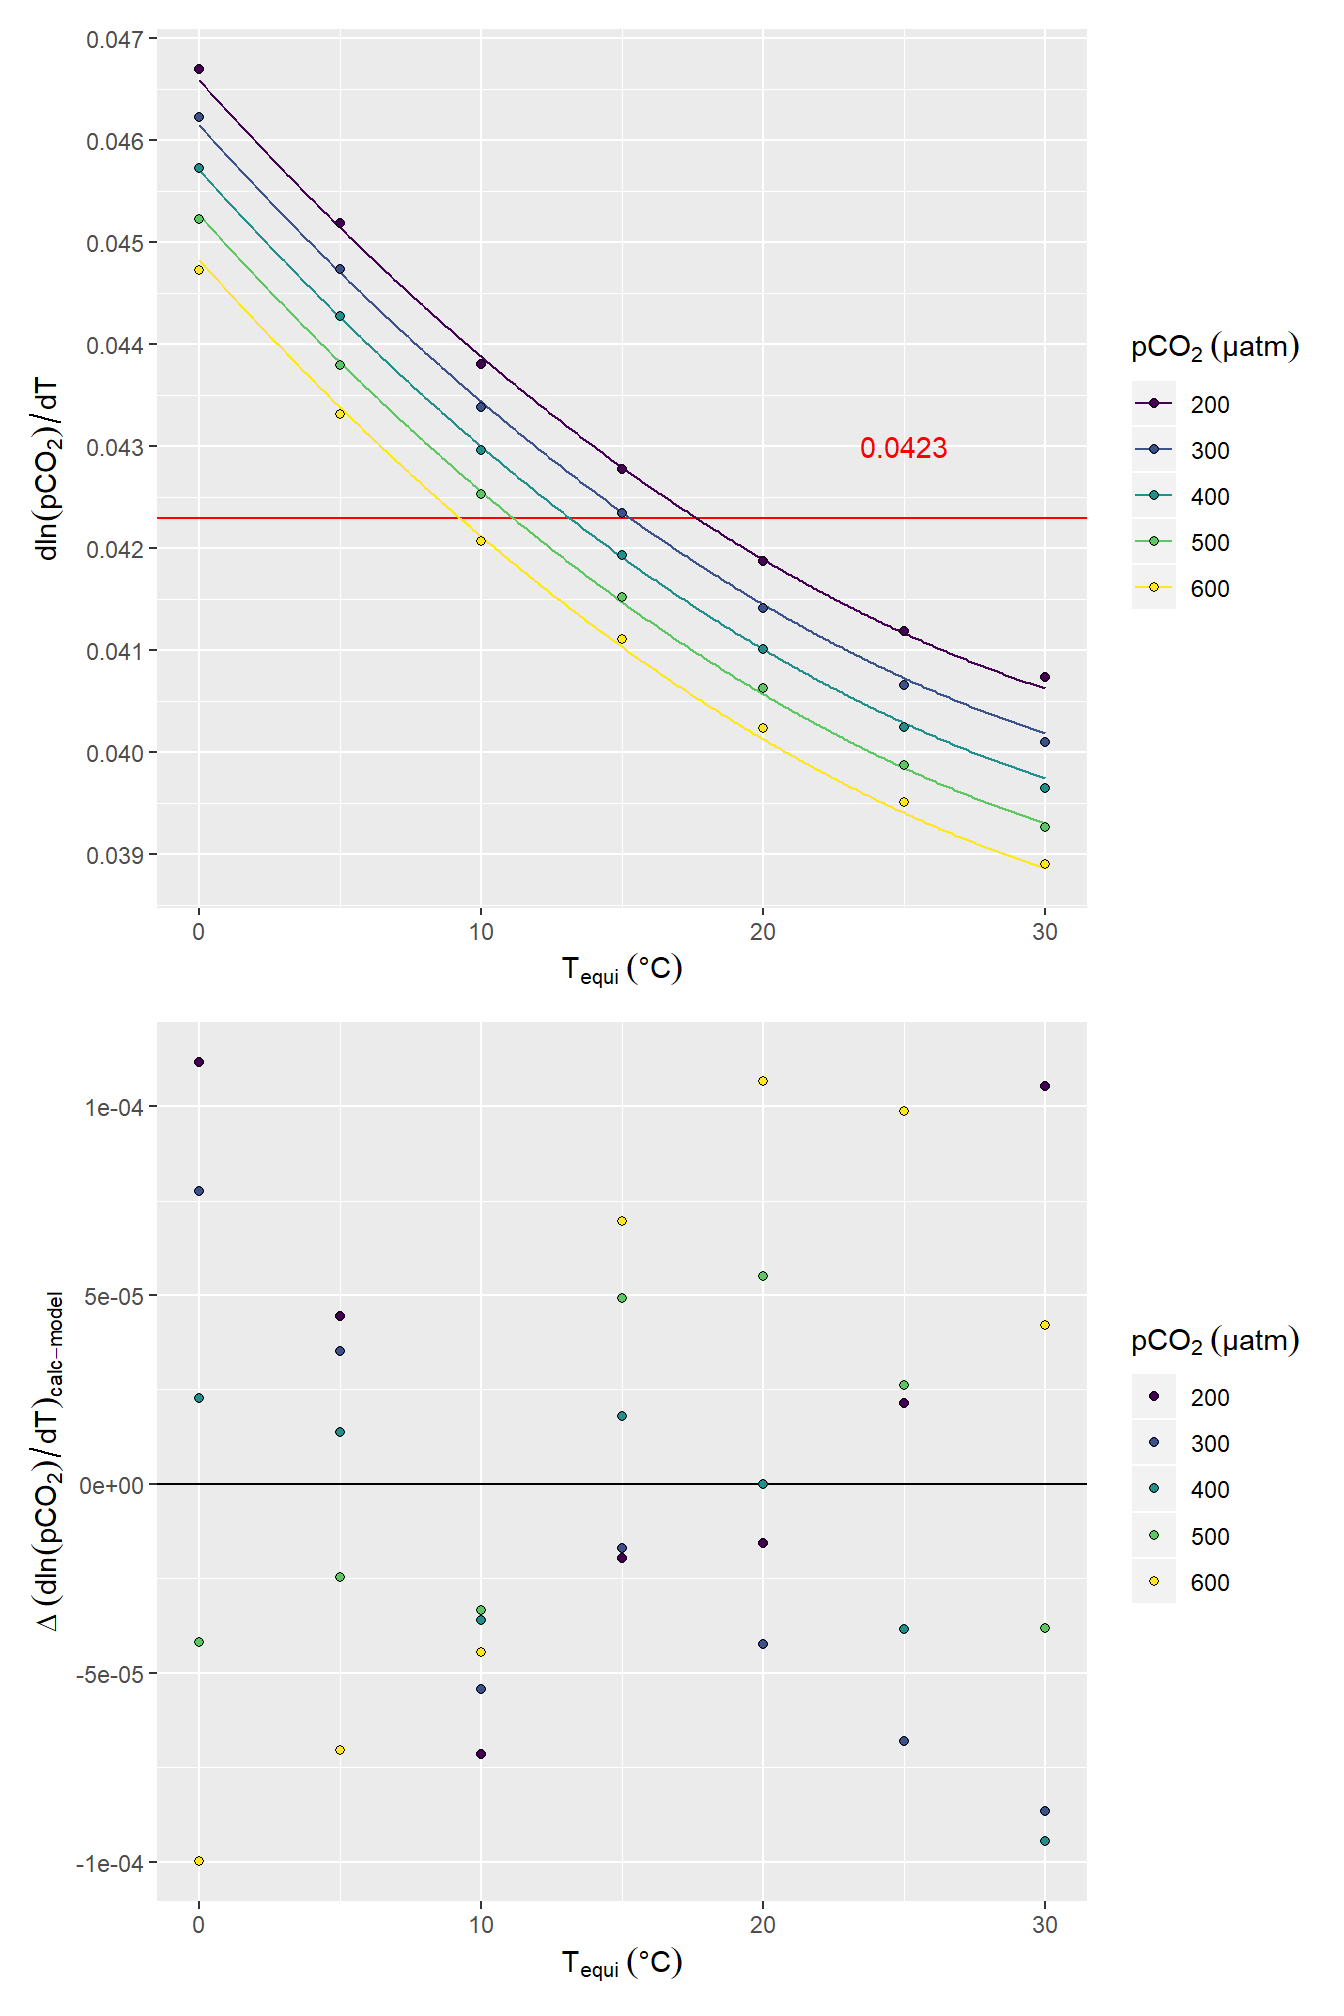 0.047
0.046
0.045
0.044
0.043
0.042
0.041
0.040
0.039
dln(pCO₂)/dT
0.0423
0 10 20 30
Tequi (°C)
pCO₂ (µatm)
200
300
400
500
600
1e-04
5e-05
0e+00
-5e-05
-1e-04
Δ (dln(pCO₂)/dT)calc−model
0 10 20 30
Tequi (°C)
pCO₂ (µatm)
200
300
400
500
600